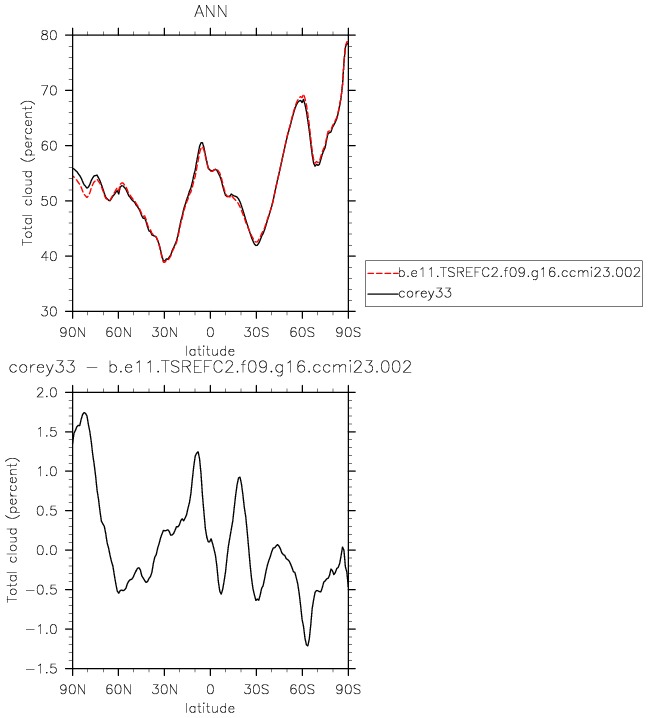 ANN
80
70
60
50
40
30
Total cloud (percent)
90N 60N 30N 0 30S 60S 90S
latitude
b.e11.TSREFC2.f09.g16.ccmi23.002
corey33
corey33 − b.e11.TSREFC2.f09.g16.ccmi23.002
2.0
1.5
1.0
0.5
0.0
−0.5
−1.0
−1.5
Total cloud (percent)
90N 60N 30N 0 30S 60S 90S
latitude